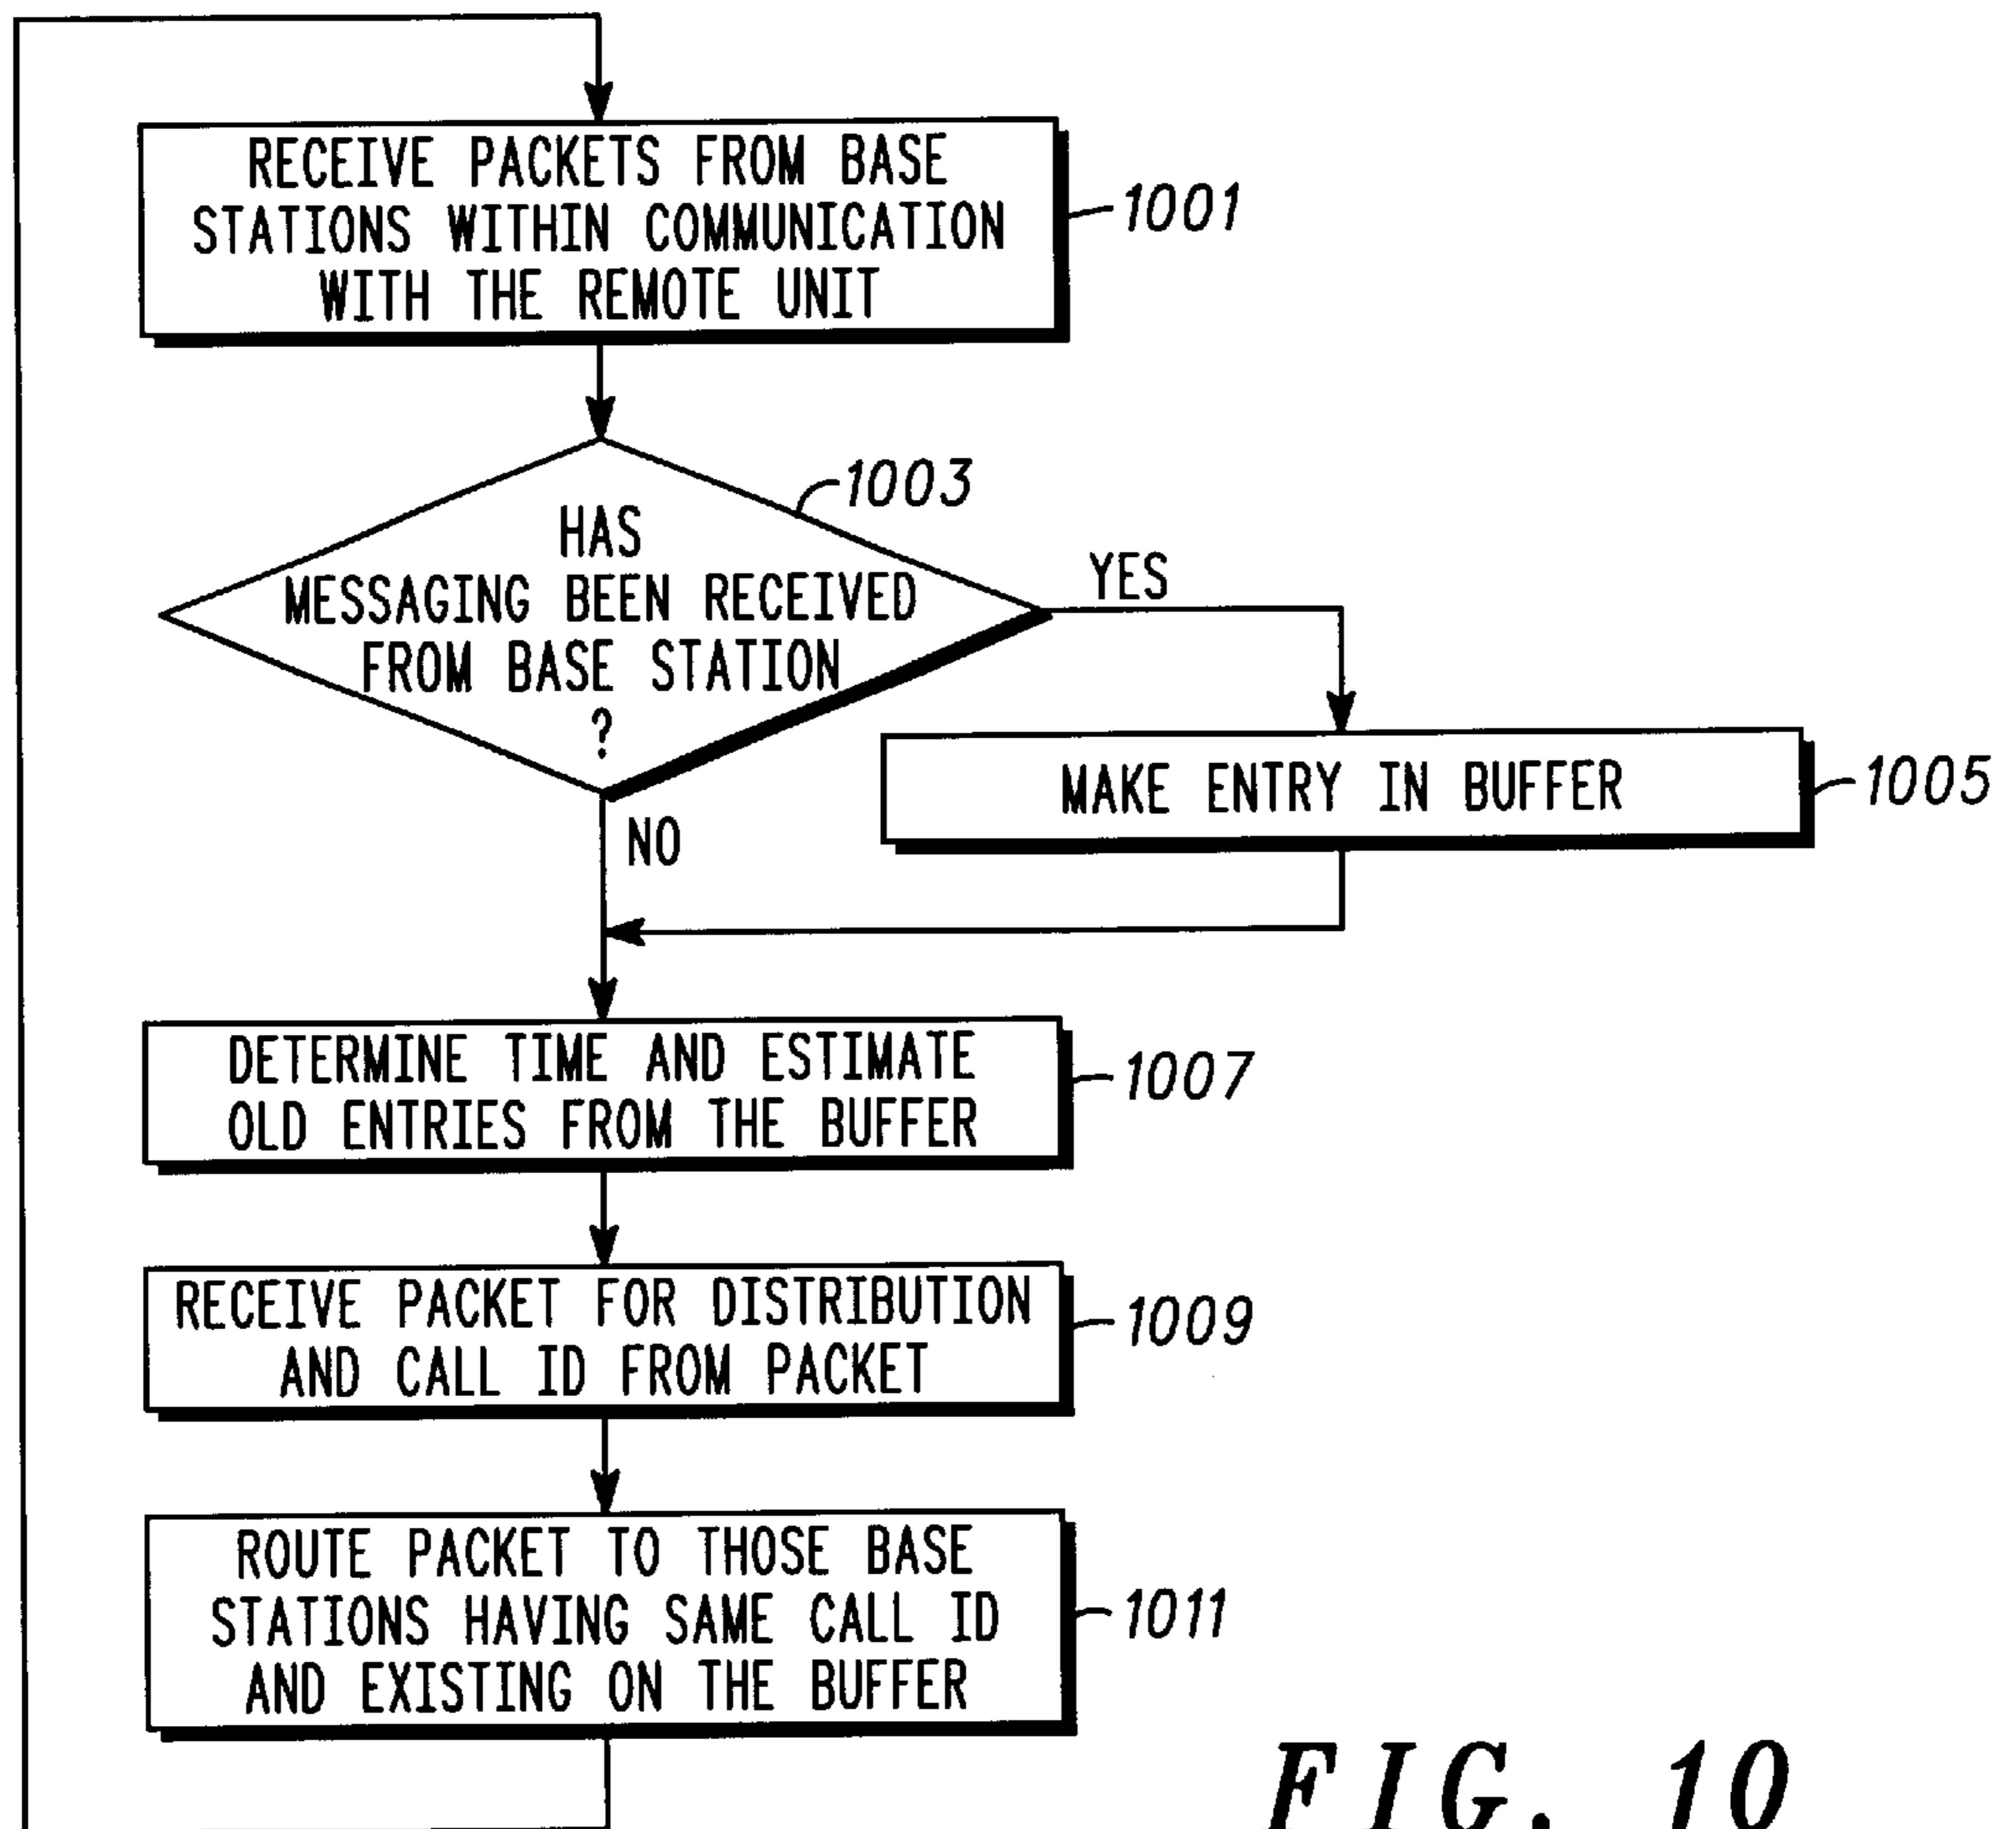 RECEIVE PACKETS FROM BASE
STATIONS WITHIN COMMUNICATION
WITH THE REMOTE UNIT
1001
1003
HAS
MESSAGING BEEN RECEIVED
FROM BASE STATION
?
YES
NO
MAKE ENTRY IN BUFFER
1005
DETERMINE TIME AND ESTIMATE
OLD ENTRIES FROM THE BUFFER
1007
RECEIVE PACKET FOR DISTRIBUTION
AND CALL ID FROM PACKET
1009
ROUTE PACKET TO THOSE BASE
STATIONS HAVING SAME CALL ID
AND EXISTING ON THE BUFFER
1011
FIG. 10